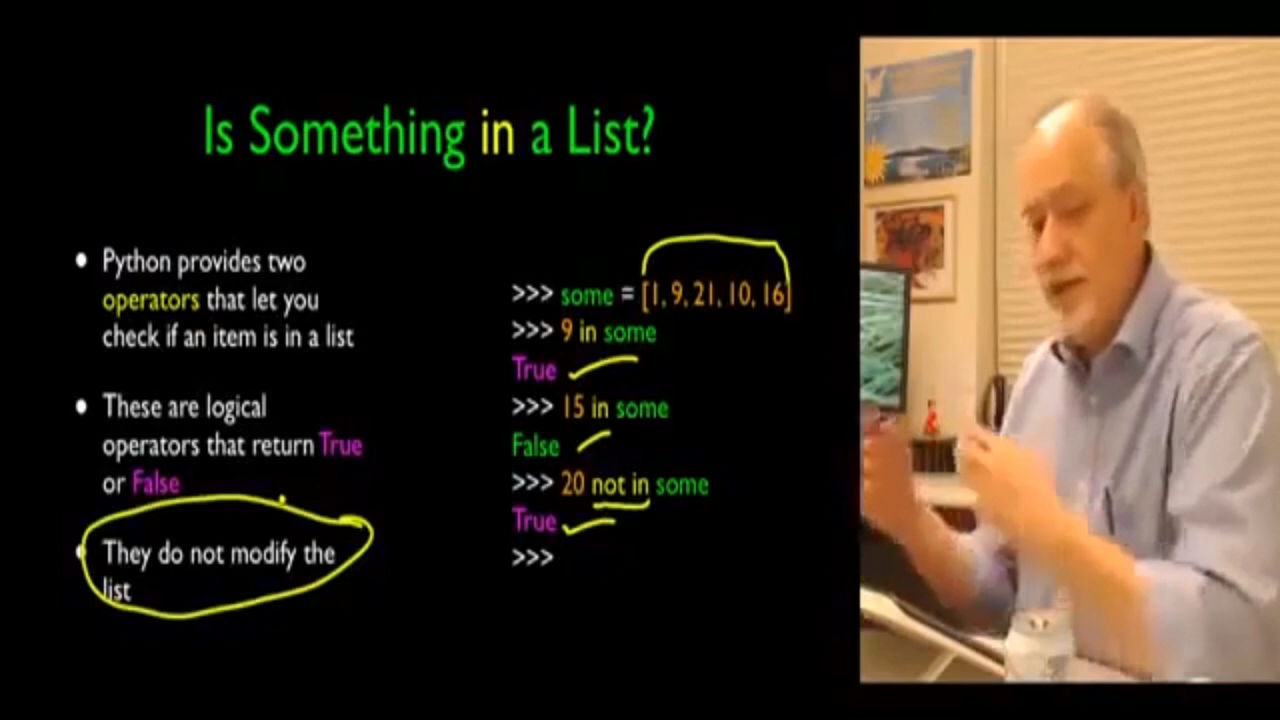 Is Something in a List?
• Python provides two
operators that let you
check if an item is in a list
• These are logical
operators that return True
or False
• They do not modify the
list
>>> some = [1, 9, 21, 10, 16]
>>> 9 in some
True
>>> 15 in some
False
>>> 20 not in some
True
>>>